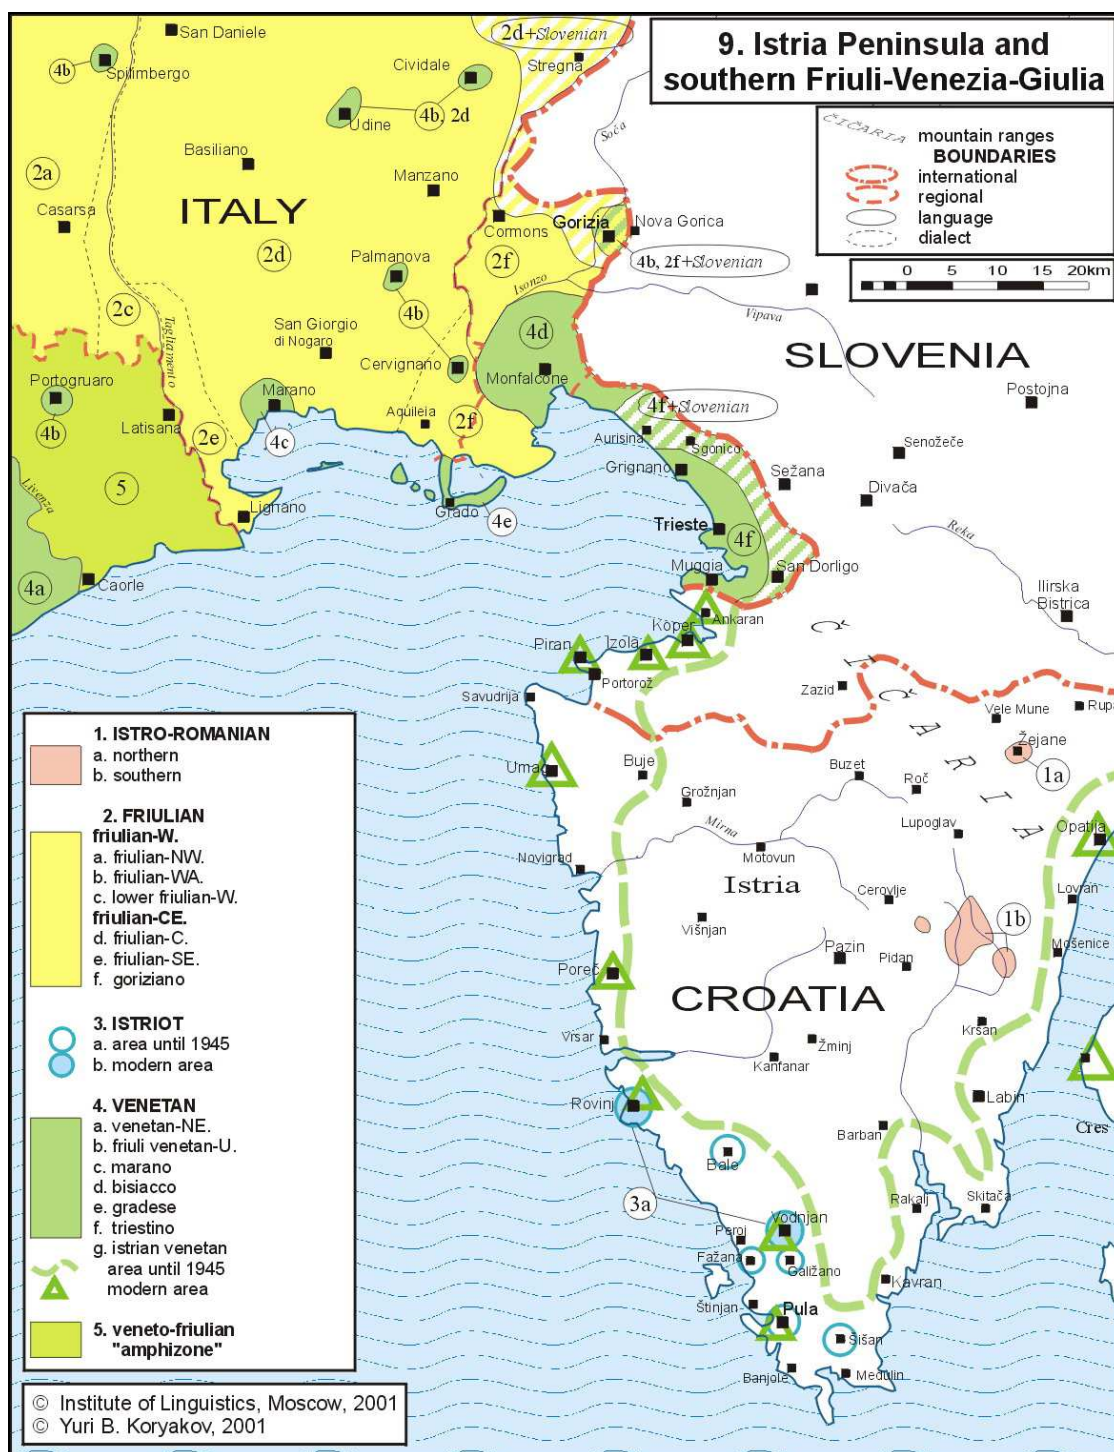 9. Istria Peninsula and
southern Friuli-Venezia-Giulia
ČIČARIA mountain ranges
BOUNDARIES
international
regional
language
dialect
0 5 10 15 20km
San Daniele
4b
Spilimbergo
Cividale
Udine
4b, 2d
2d+Slovenian
Stregna
Soča
2a
Basiliano
Manzano
ITALY
Casarsa
Cormons
Gorizia
Nova Gorica
4b, 2f+Slovenian
2d
2f
Palmanova
Isonzo
Vipava
2c
Tagliamento
4b
San Giorgio
di Nogaro
4d
SLOVENIA
Cervignano
Monfalcone
Portogruaro
4b
Marano
4c
Latisana
2e
Aquileia
2f
4f+Slovenian
Aurisina
Sgonico
Postojna
Senožeče
Grignano
Sežana
Divača
Livenza
5
Lignano
Grado
4e
Trieste
4f
Reka
4a
Caorle
Muggia
San Dorligo
Ilirska
Bistrica
Ankaran
Koper
Izola
Piran
Portorož
ČIČARIA
Savudrija
Zazid
Vele Mune
Rupa
Žejane
1a
Umag
Buje
Buzet
Roč
Grožnjan
Mirna
Lupoglav
Opatija
Novigrad
Motovun
Istria
Cerovlje
Lovran
1b
Višnjan
Pazin
Pidan
Mošenice
Poreč
CROATIA
Kršan
Vrsar
Žminj
Kanfanar
Rovinj
Labin
Barban
Cres
Bale
3a
Rakalj
Skitača
Vodnjan
Peroj
Fažana
Galižano
Kavran
Štinjan
Pula
Šišan
Banjole
Medulin
1. ISTRO-ROMANIAN
a. northern
b. southern
2. FRIULIAN
friulian-W.
a. friulian-NW.
b. friulian-WA.
c. lower friulian-W.
friulian-CE.
d. friulian-C.
e. friulian-SE.
f. goriziano
3. ISTRIOT
a. area until 1945
b. modern area
4. VENETAN
a. venetan-NE.
b. friuli venetan-U.
c. marano
d. bisiacco
e. gradese
f. triestino
g. istrian venetan
area until 1945
modern area
5. veneto-friulian
"amphizone"
© Institute of Linguistics, Moscow, 2001
© Yuri B. Koryakov, 2001